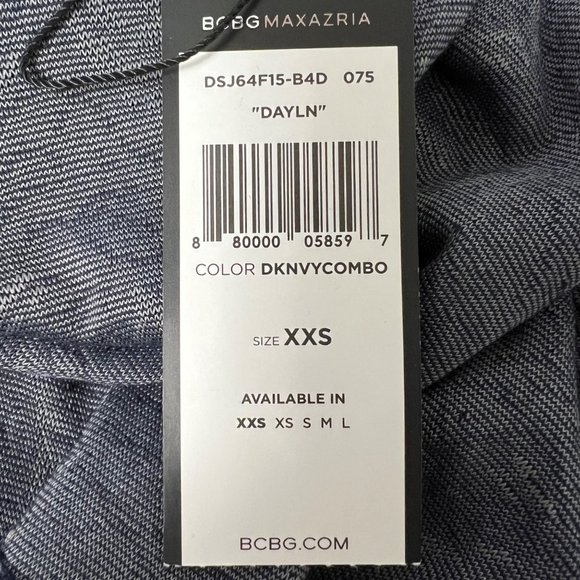 BCBGMAXAZRIA
DSJ64F15-B4D 075
"DAYLN"
8 80000 05859 7
COLOR DKNVYCOMBO
SIZE XXS
AVAILABLE IN
XXS XS S M L
BCBG.COM